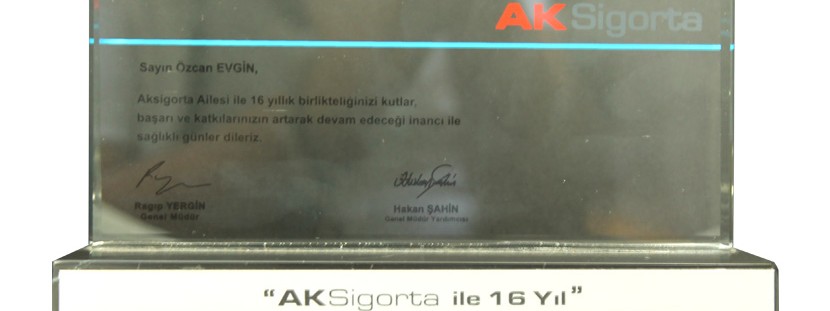 AKSigorta
Sayın Özcan EVGİN,
Aksigorta Ailesi ile 16 yıllık birlikteliğinizi kutlar,
başarı ve katkılarınızın artarak devam edeceği inancı ile
sağlıklı günler dileriz.
Ragıp YERGİN Hakan ŞAHİN
Genel Müdür Genel Müdür Yardımcısı
“AKSigorta ile 16 Yıl”